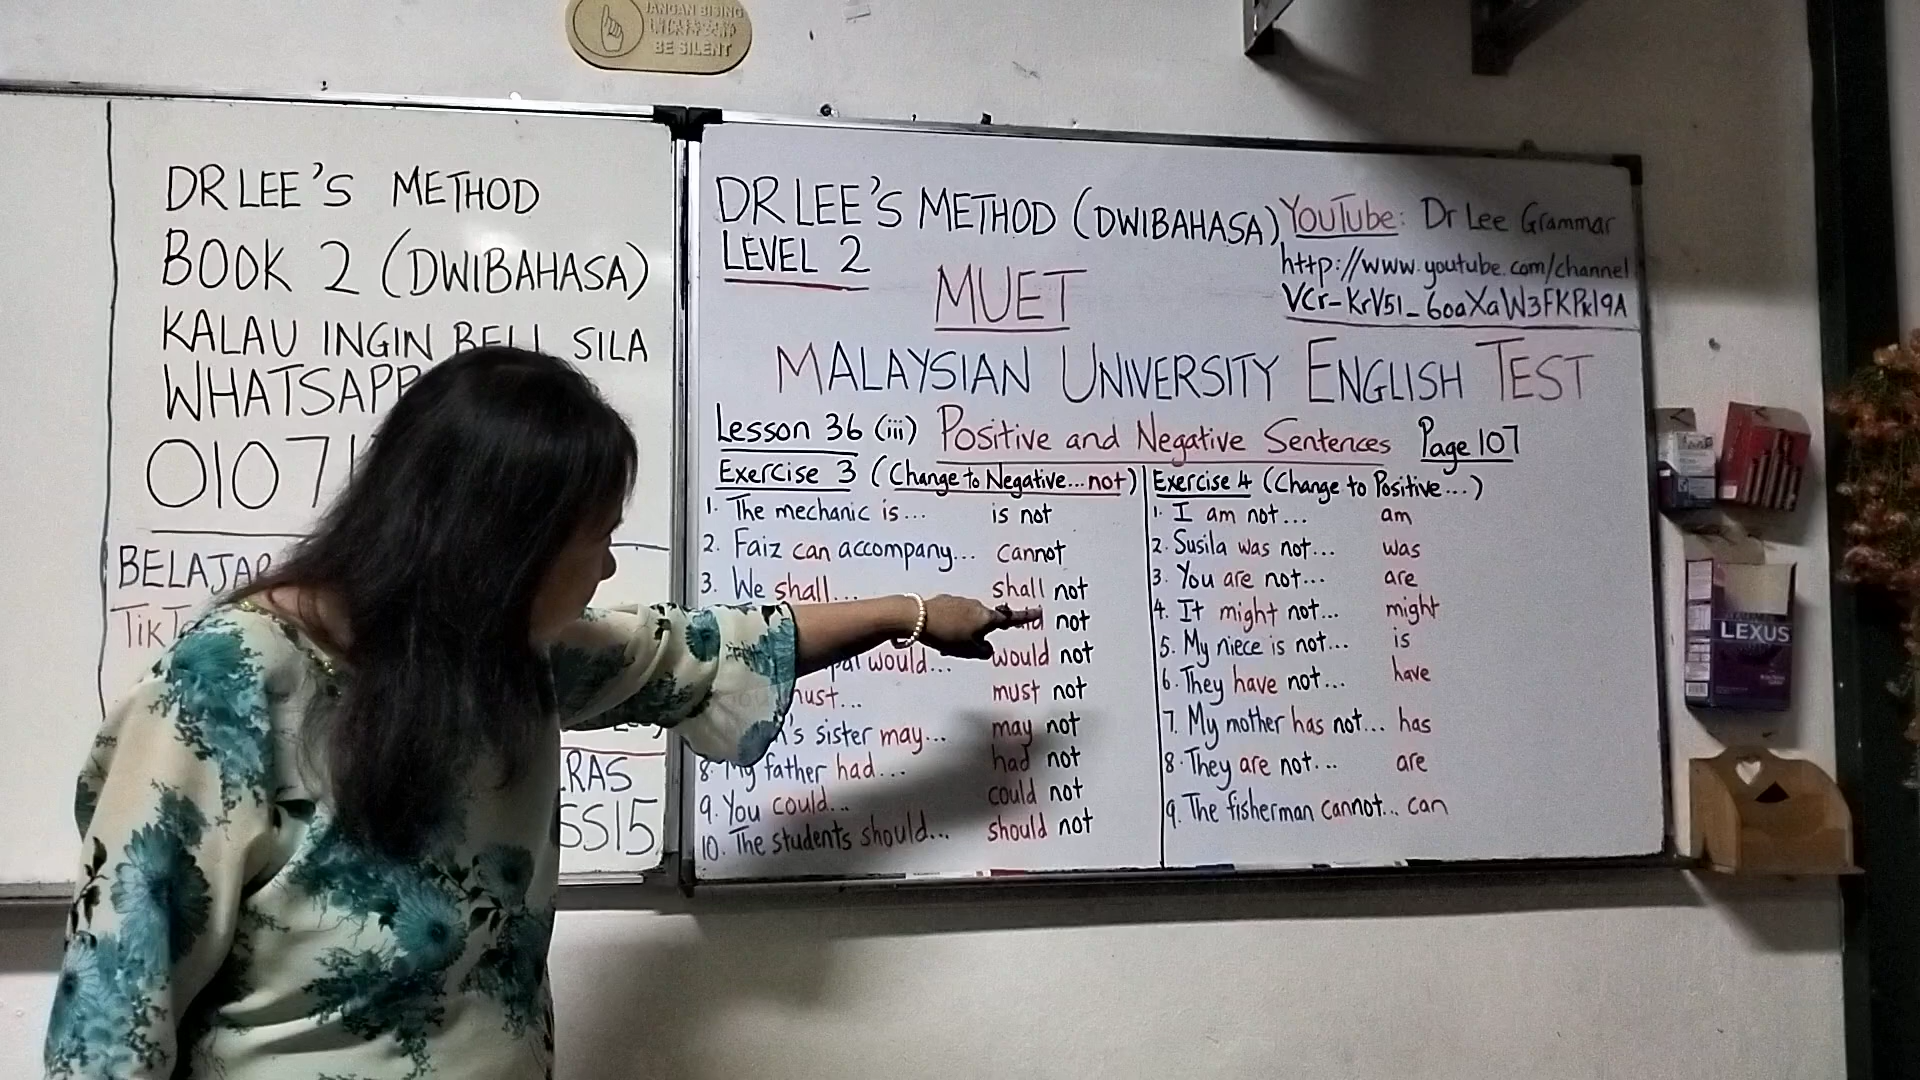 JANGAN BISING
BE SILENT
DR LEE'S METHOD
BOOK 2 (DWIBAHASA)
KALAU INGIN BELI SILA
WHATSAPP
0107
BELAJAR
RAS
SS15
DR LEE'S METHOD (DWIBAHASA)
LEVEL 2
YouTube: Dr Lee Grammar
http://www.youtube.com/channel
VCr-KrV5l_6oaXaW3FKPkl9A
MUET
MALAYSIAN UNIVERSITY ENGLISH TEST
Lesson 36 (iii) Positive and Negative Sentences Page 107
Exercise 3 (Change to Negative...not)
1. The mechanic is... is not
2. Faiz can accompany... cannot
3. We shall... shall not
not
would... would not
must... must not
's sister may... may not
8. My father had... had not
9. You could... could not
10. The students should... should not
Exercise 4 (Change to Positive...)
1. I am not... am
2. Susila was not... was
3. You are not... are
4. It might not... might
5. My niece is not... is
6. They have not... have
7. My mother has not... has
8. They are not... are
9. The fisherman cannot... can
LEXUS